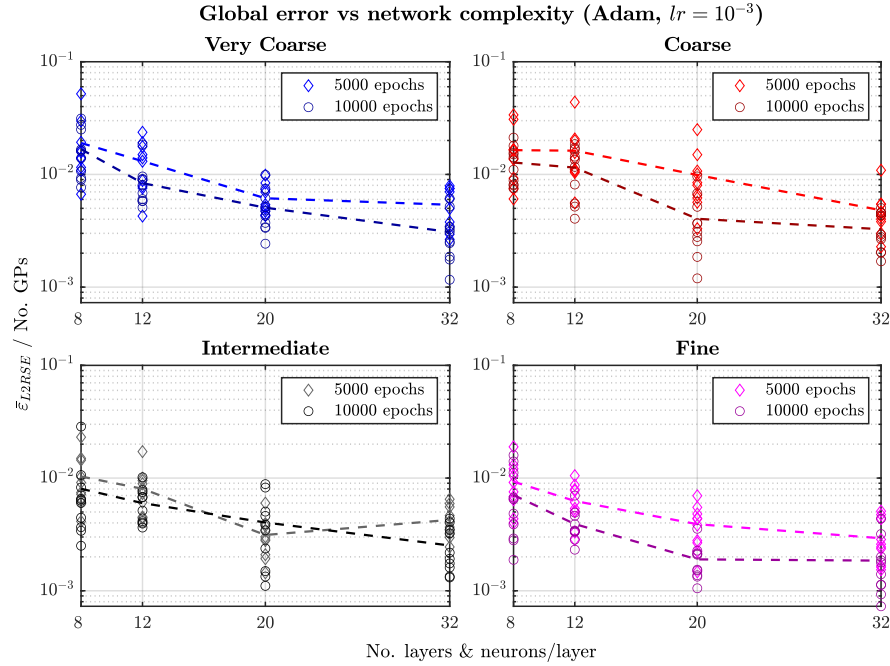 Global error vs network complexity (Adam, lr = 10⁻³)
Very Coarse
Coarse
10⁻¹
10⁻²
10⁻³
5000 epochs
10000 epochs
8
12
20
32
10⁻¹
10⁻²
10⁻³
5000 epochs
10000 epochs
8
12
20
32
ε̄_L2RSE / No. GPs
Intermediate
Fine
10⁻¹
10⁻²
10⁻³
5000 epochs
10000 epochs
8
12
20
32
10⁻¹
10⁻²
10⁻³
5000 epochs
10000 epochs
8
12
20
32
No. layers & neurons/layer